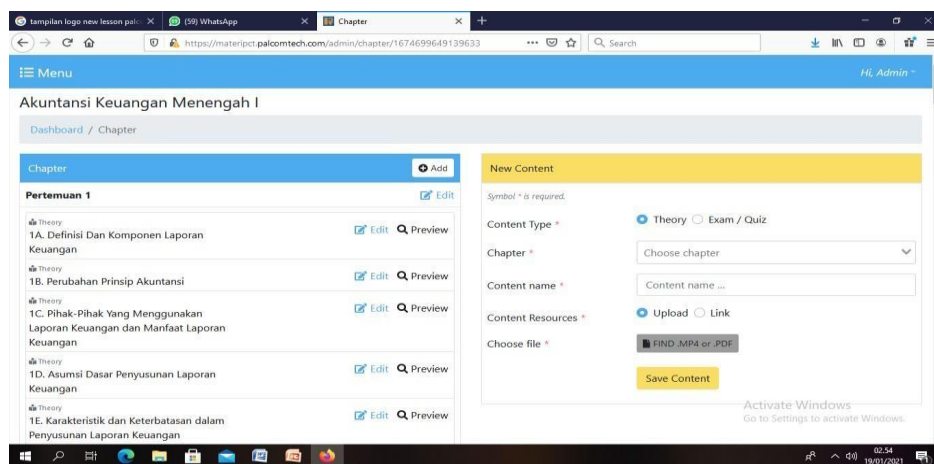 tampilan logo new lesson palc
(59) WhatsApp
Chapter
https://materipct.palcomtech.com/admin/chapter/1674699649139633
Search
Menu
Hi, Admin
Akuntansi Keuangan Menengah I
Dashboard / Chapter
Chapter
Add
Pertemuan 1
Edit
Theory
1A. Definisi Dan Komponen Laporan
Keuangan
Edit Preview
Theory
1B. Perubahan Prinsip Akuntansi
Edit Preview
Theory
1C. Pihak-Pihak Yang Menggunakan
Laporan Keuangan dan Manfaat Laporan
Keuangan
Edit Preview
Theory
1D. Asumsi Dasar Penyusunan Laporan
Keuangan
Edit Preview
Theory
1E. Karakteristik dan Keterbatasan dalam
Penyusunan Laporan Keuangan
Edit Preview
New Content
Symbol * is required.
Content Type *
Theory Exam / Quiz
Chapter *
Choose chapter
Content name *
Content name ...
Content Resources *
Upload Link
Choose file *
FIND .MP4 or .PDF
Save Content
Activate Windows
Go to Settings to activate Windows.
02.54
19/01/2021